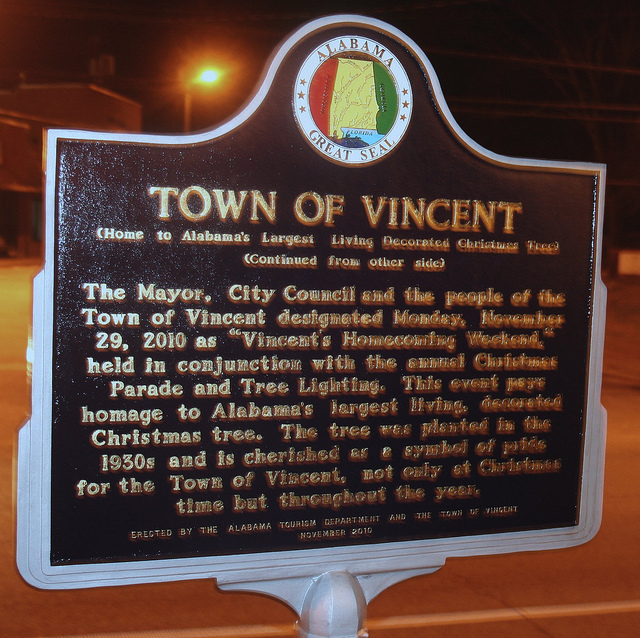 ALABAMA
FLORIDA
GREAT SEAL
TOWN OF VINCENT
(Home to Alabama's Largest Living Decorated Christmas Tree)
(Continued from other side)
The Mayor, City Council and the people of the
Town of Vincent designated Monday, November
29, 2010 as "Vincent's Homecoming Weekend,"
held in conjunction with the annual Christmas
Parade and Tree Lighting. This event pays
homage to Alabama's largest living, decorated
Christmas tree. The tree was planted in the
1930s and is cherished as a symbol of pride
for the Town of Vincent, not only at Christmas
time but throughout the year.
ERECTED BY THE ALABAMA TOURISM DEPARTMENT AND THE TOWN OF VINCENT
NOVEMBER 2010